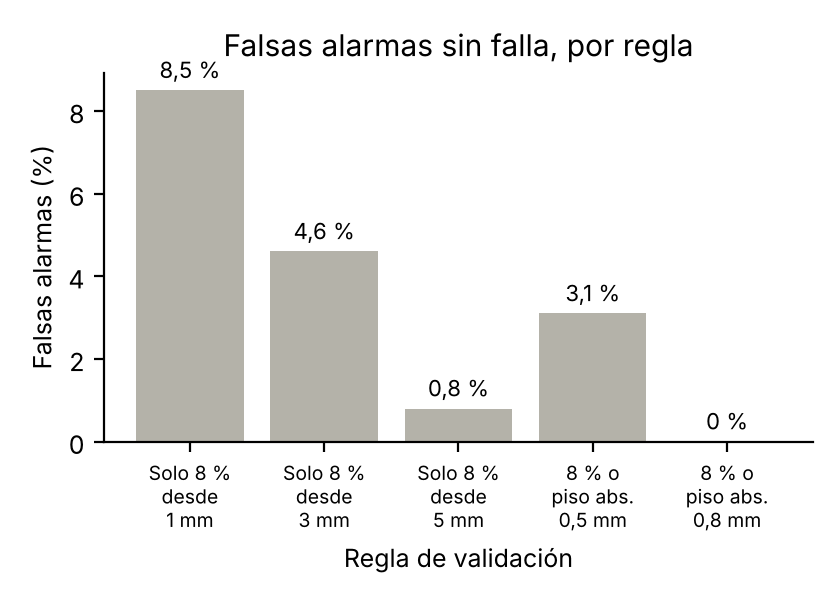 Falsas alarmas sin falla, por regla
8,5 %
4,6 %
0,8 %
3,1 %
0 %
Falsas alarmas (%)
8
6
4
2
0
Solo 8 %
desde
1 mm
Solo 8 %
desde
3 mm
Solo 8 %
desde
5 mm
8 % o
piso abs.
0,5 mm
8 % o
piso abs.
0,8 mm
Regla de validación